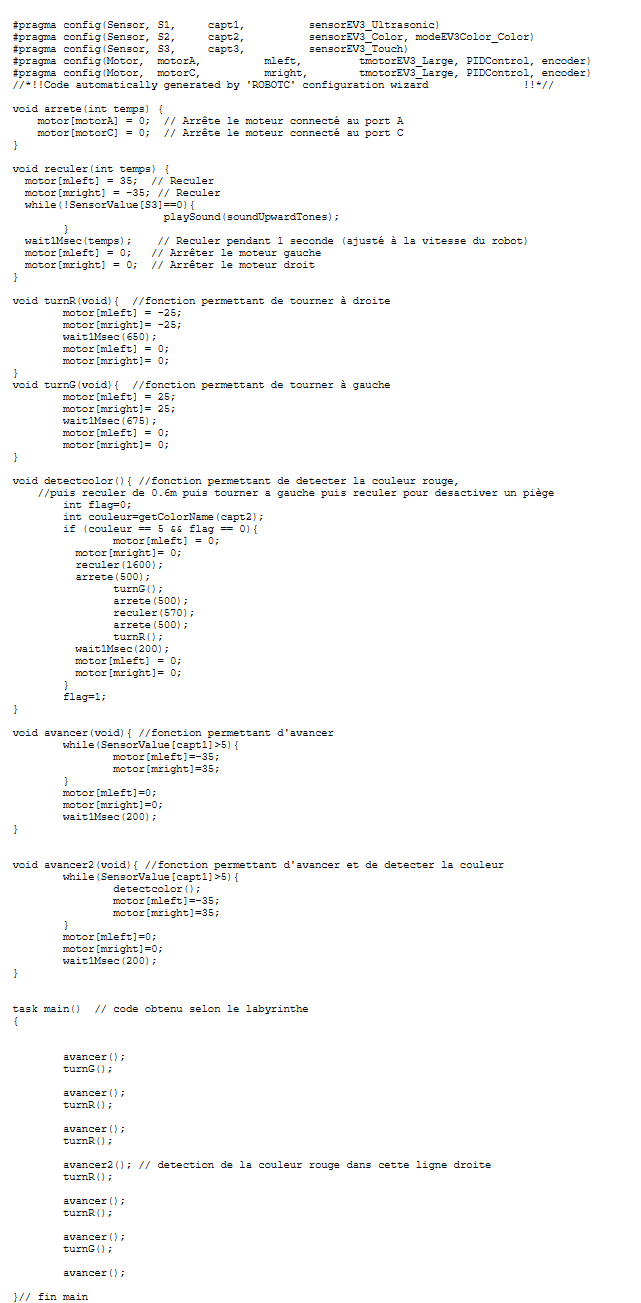 #pragma config(Sensor, S1,     capt1,          sensorEV3_Ultrasonic)
#pragma config(Sensor, S2,     capt2,          sensorEV3_Color, modeEV3Color_Color)
#pragma config(Sensor, S3,     capt3,          sensorEV3_Touch)
#pragma config(Motor,  motorA,          mleft,         tmotorEV3_Large, PIDControl, encoder)
#pragma config(Motor,  motorC,          mright,        tmotorEV3_Large, PIDControl, encoder)
//*!!Code automatically generated by 'ROBOTC' configuration wizard               !!*//

void arrete(int temps) {
    motor[motorA] = 0;  // Arrête le moteur connecté au port A
    motor[motorC] = 0;  // Arrête le moteur connecté au port C
}

void reculer(int temps) {
  motor[mleft] = 35;  // Reculer
  motor[mright] = -35; // Reculer
  while(!SensorValue[S3]==0){
                        playSound(soundUpwardTones);
        }
  wait1Msec(temps);    // Reculer pendant 1 seconde (ajusté à la vitesse du robot)
  motor[mleft] = 0;   // Arrêter le moteur gauche
  motor[mright] = 0;  // Arrêter le moteur droit
}

void turnR(void){  //fonction permettant de tourner à droite
        motor[mleft] = -25;
        motor[mright]= -25;
        wait1Msec(650);
        motor[mleft] = 0;
        motor[mright]= 0;
}
void turnG(void){  //fonction permettant de tourner à gauche
        motor[mleft] = 25;
        motor[mright]= 25;
        wait1Msec(675);
        motor[mleft] = 0;
        motor[mright]= 0;
}

void detectcolor(){ //fonction permettant de detecter la couleur rouge,
    //puis reculer de 0.6m puis tourner a gauche puis reculer pour desactiver un piège
        int flag=0;
        int couleur=getColorName(capt2);
        if (couleur == 5 && flag == 0){
                motor[mleft] = 0;
          motor[mright]= 0;
          reculer(1600);
          arrete(500);
                turnG();
                arrete(500);
                reculer(570);
                arrete(500);
                turnR();
          wait1Msec(200);
          motor[mleft] = 0;
          motor[mright]= 0;
        }
        flag=1;
}

void avancer(void){ //fonction permettant d'avancer
        while(SensorValue[capt1]>5){
                motor[mleft]=-35;
                motor[mright]=35;
        }
        motor[mleft]=0;
        motor[mright]=0;
        wait1Msec(200);
}

void avancer2(void){ //fonction permettant d'avancer et de detecter la couleur
        while(SensorValue[capt1]>5){
                detectcolor();
                motor[mleft]=-35;
                motor[mright]=35;
        }
        motor[mleft]=0;
        motor[mright]=0;
        wait1Msec(200);
}

task main()  // code obtenu selon le labyrinthe
{

        avancer();
        turnG();

        avancer();
        turnR();

        avancer();
        turnR();

        avancer2(); // detection de la couleur rouge dans cette ligne droite
        turnR();

        avancer();
        turnR();

        avancer();
        turnG();

        avancer();

}// fin main